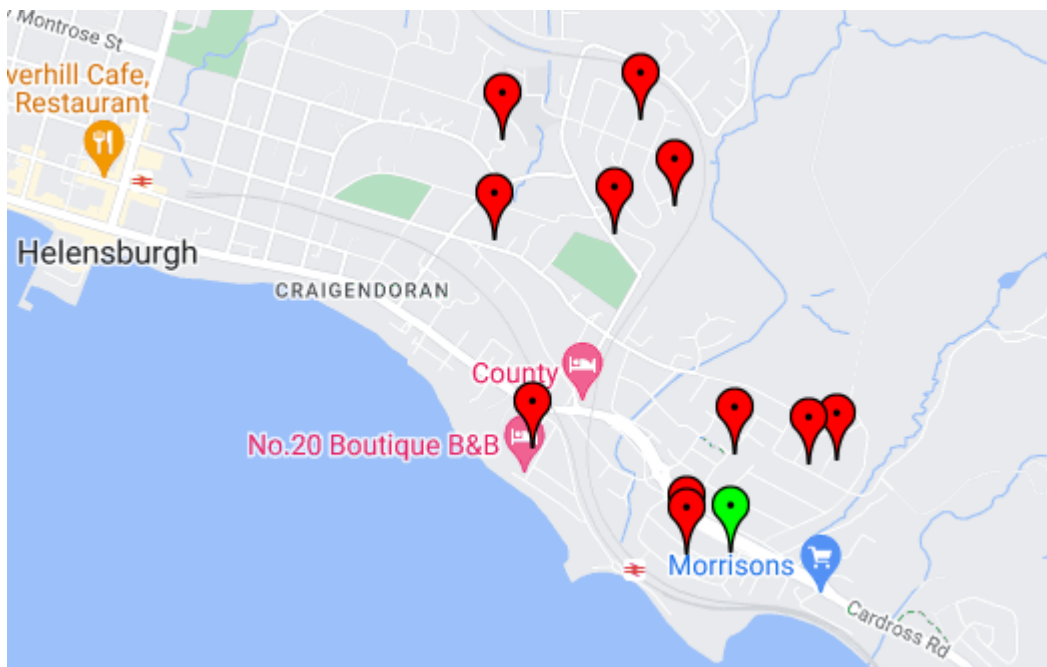 Montrose St
verhill Cafe,
Restaurant
Helensburgh
CRAIGENDORAN
County
No.20 Boutique B&B
Morrisons
Cardross Rd